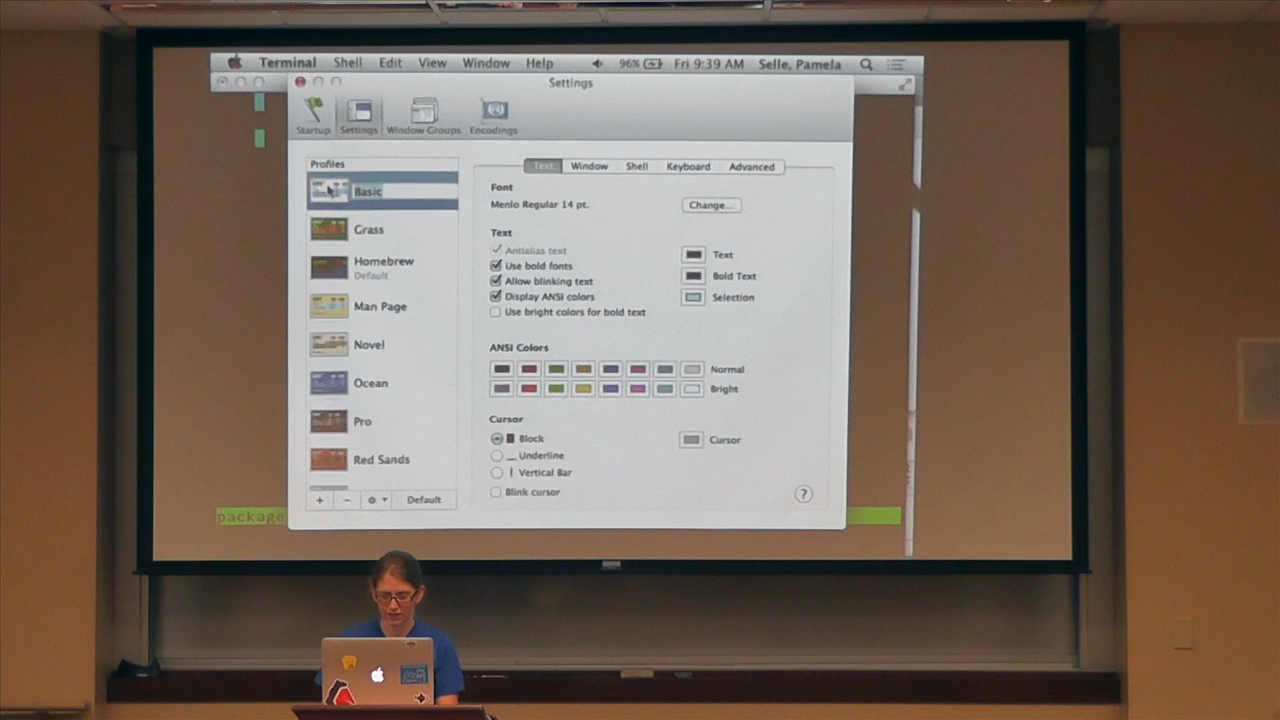 Terminal Shell Edit View Window Help 96% Fri 9:39 AM Selle, Pamela
Settings
Startup Settings Window Groups Encodings
Profiles
Text Window Shell Keyboard Advanced
Basic
Grass
Homebrew
Default
Man Page
Novel
Ocean
Pro
Red Sands
+ − Default
Font
Menlo Regular 14 pt. Change...
Text
Antialias text
Use bold fonts
Allow blinking text
Display ANSI colors
Use bright colors for bold text
Text
Bold Text
Selection
ANSI Colors
Normal
Bright
Cursor
Block
Underline
Vertical Bar
Blink cursor
Cursor
?
package